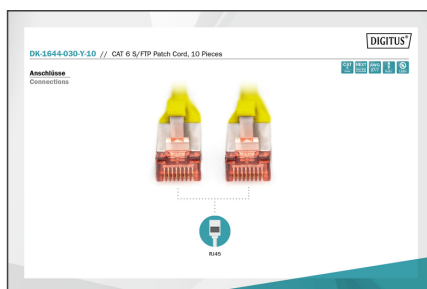 DIGITUS®
DK-1644-030-Y-10 // CAT 6 S/FTP Patch Cord, 10 Pieces
Anschlüsse
Connections
RJ45